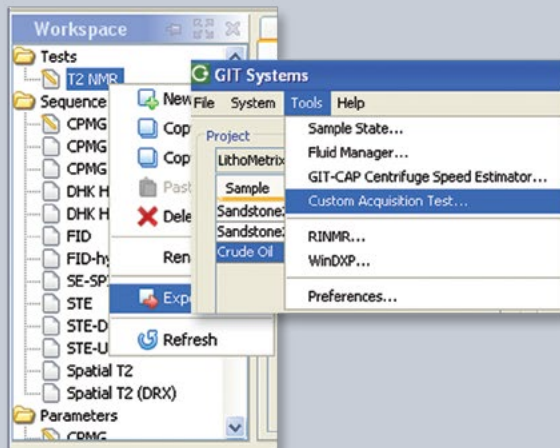 Workspace
Tests
T2 NMR
Sequence
CPMG
CPMG
CPMG
DHK H
DHK H
FID
FID-hy
SE-SP
STE
STE-D
STE-U
Spatial T2
Spatial T2 (DRX)
Parameters
CPMG
New
Cop
Cop
Past
Dele
Ren
Exp
Refresh
GIT Systems
File System Tools Help
Project
LithoMetrix
Sample
Sandstone
Sandstone
Crude Oil
Sample State...
Fluid Manager...
GIT-CAP Centrifuge Speed Estimator...
Custom Acquisition Test...
RINMR...
WinDXP...
Preferences...